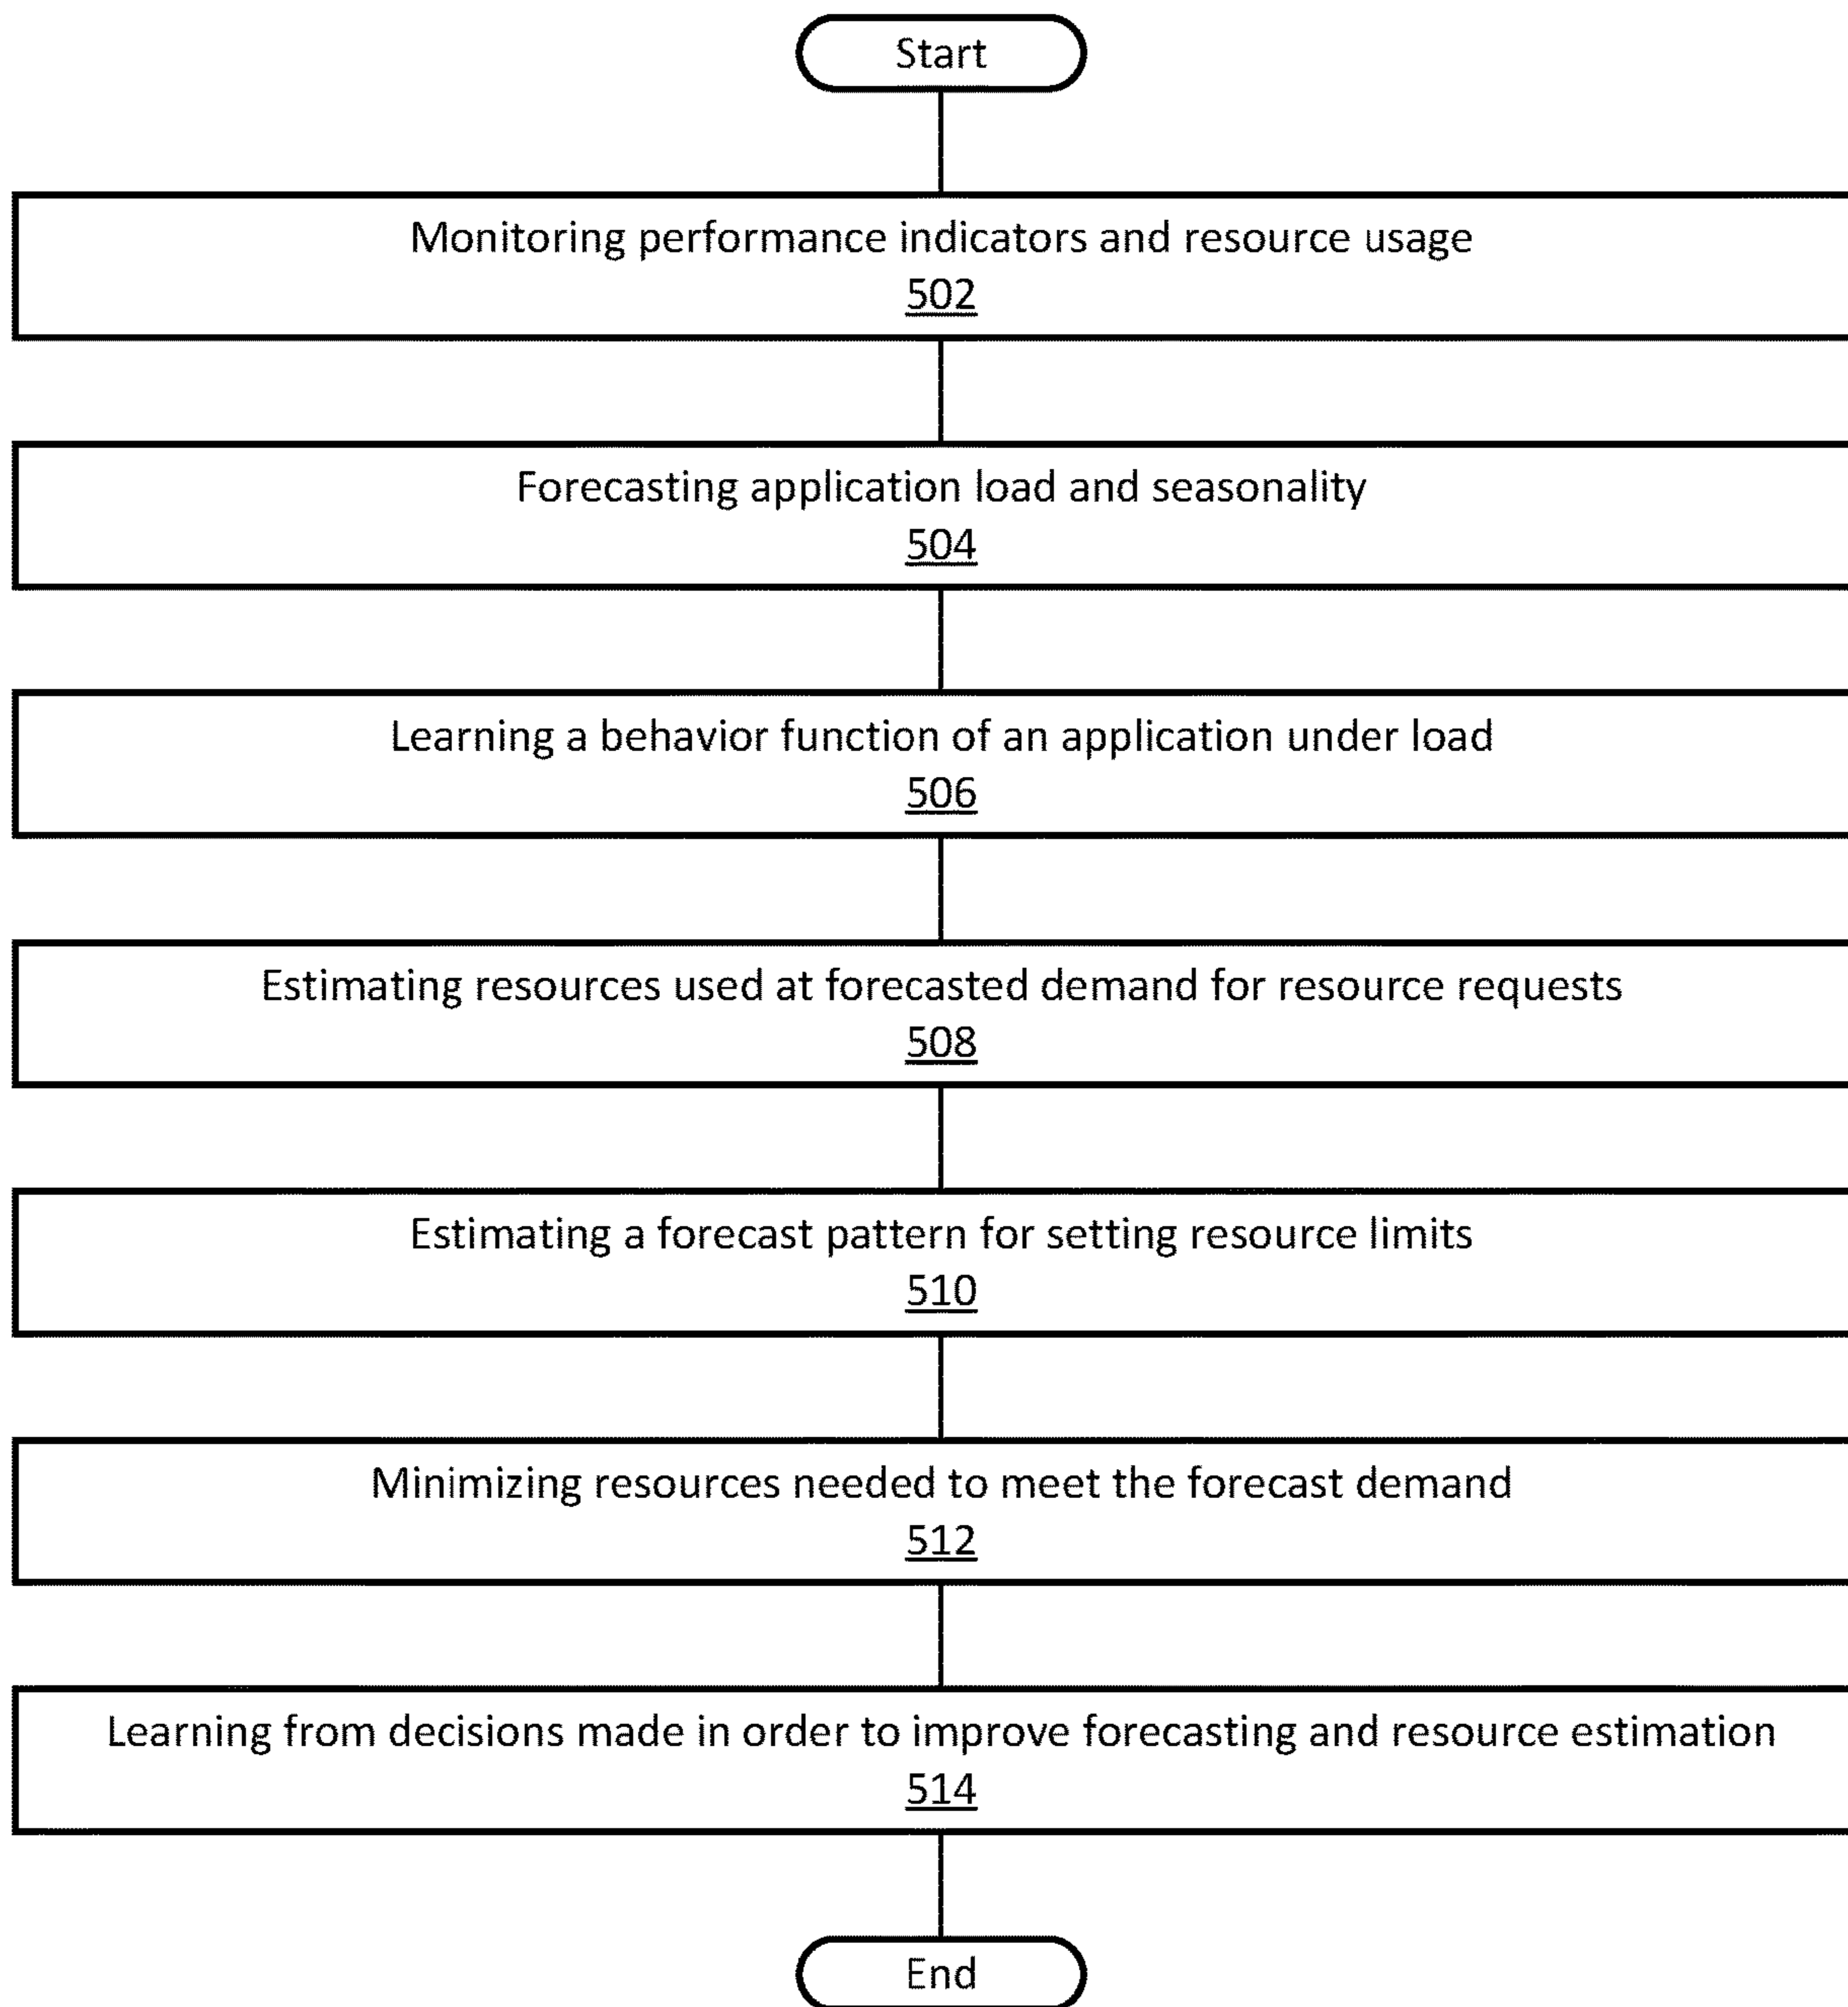 Start
Monitoring performance indicators and resource usage
502
Forecasting application load and seasonality
504
Learning a behavior function of an application under load
506
Estimating resources used at forecasted demand for resource requests
508
Estimating a forecast pattern for setting resource limits
510
Minimizing resources needed to meet the forecast demand
512
Learning from decisions made in order to improve forecasting and resource estimation
514
End